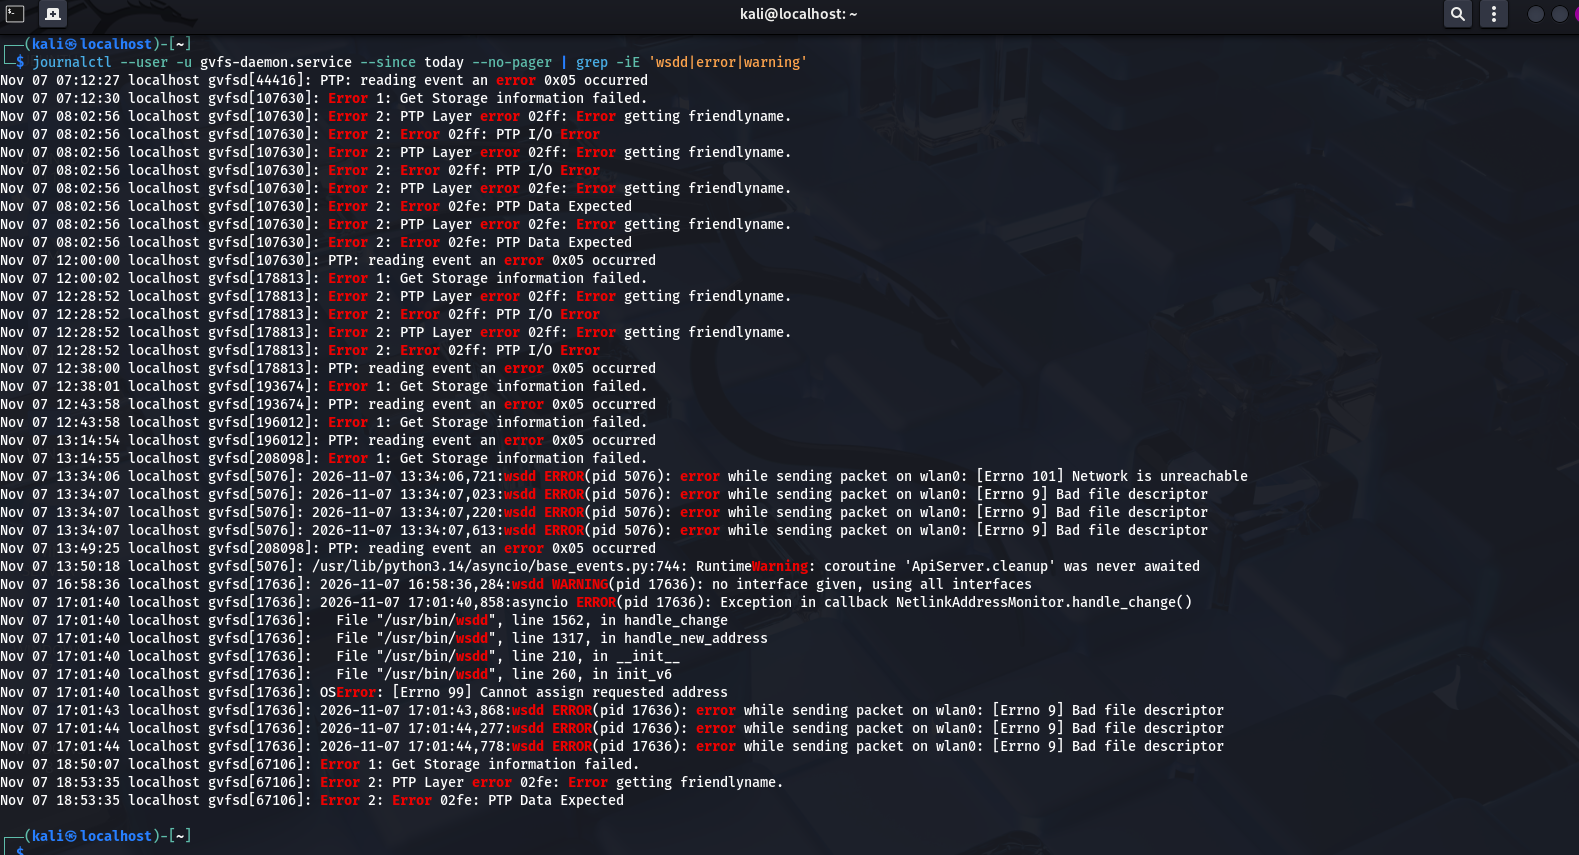 kali@localhost: ~
┌──(kali㉿localhost)-[~]
└─$ journalctl --user -u gvfs-daemon.service --since today --no-pager | grep -iE 'wsdd|error|warning'
Nov 07 07:12:27 localhost gvfsd[44416]: PTP: reading event an error 0x05 occurred
Nov 07 07:12:30 localhost gvfsd[107630]: Error 1: Get Storage information failed.
Nov 07 08:02:56 localhost gvfsd[107630]: Error 2: PTP Layer error 02ff: Error getting friendlyname.
Nov 07 08:02:56 localhost gvfsd[107630]: Error 2: Error 02ff: PTP I/O Error
Nov 07 08:02:56 localhost gvfsd[107630]: Error 2: PTP Layer error 02ff: Error getting friendlyname.
Nov 07 08:02:56 localhost gvfsd[107630]: Error 2: Error 02ff: PTP I/O Error
Nov 07 08:02:56 localhost gvfsd[107630]: Error 2: PTP Layer error 02fe: Error getting friendlyname.
Nov 07 08:02:56 localhost gvfsd[107630]: Error 2: Error 02fe: PTP Data Expected
Nov 07 08:02:56 localhost gvfsd[107630]: Error 2: PTP Layer error 02fe: Error getting friendlyname.
Nov 07 08:02:56 localhost gvfsd[107630]: Error 2: Error 02fe: PTP Data Expected
Nov 07 12:00:00 localhost gvfsd[107630]: PTP: reading event an error 0x05 occurred
Nov 07 12:00:02 localhost gvfsd[178813]: Error 1: Get Storage information failed.
Nov 07 12:28:52 localhost gvfsd[178813]: Error 2: PTP Layer error 02ff: Error getting friendlyname.
Nov 07 12:28:52 localhost gvfsd[178813]: Error 2: Error 02ff: PTP I/O Error
Nov 07 12:28:52 localhost gvfsd[178813]: Error 2: PTP Layer error 02ff: Error getting friendlyname.
Nov 07 12:28:52 localhost gvfsd[178813]: Error 2: Error 02ff: PTP I/O Error
Nov 07 12:38:00 localhost gvfsd[178813]: PTP: reading event an error 0x05 occurred
Nov 07 12:38:01 localhost gvfsd[193674]: Error 1: Get Storage information failed.
Nov 07 12:43:58 localhost gvfsd[193674]: PTP: reading event an error 0x05 occurred
Nov 07 12:43:58 localhost gvfsd[196012]: Error 1: Get Storage information failed.
Nov 07 13:14:54 localhost gvfsd[196012]: PTP: reading event an error 0x05 occurred
Nov 07 13:14:55 localhost gvfsd[208098]: Error 1: Get Storage information failed.
Nov 07 13:34:06 localhost gvfsd[5076]: 2026-11-07 13:34:06,721:wsdd ERROR(pid 5076): error while sending packet on wlan0: [Errno 101] Network is unreachable
Nov 07 13:34:07 localhost gvfsd[5076]: 2026-11-07 13:34:07,023:wsdd ERROR(pid 5076): error while sending packet on wlan0: [Errno 9] Bad file descriptor
Nov 07 13:34:07 localhost gvfsd[5076]: 2026-11-07 13:34:07,220:wsdd ERROR(pid 5076): error while sending packet on wlan0: [Errno 9] Bad file descriptor
Nov 07 13:34:07 localhost gvfsd[5076]: 2026-11-07 13:34:07,613:wsdd ERROR(pid 5076): error while sending packet on wlan0: [Errno 9] Bad file descriptor
Nov 07 13:49:25 localhost gvfsd[208098]: PTP: reading event an error 0x05 occurred
Nov 07 13:50:18 localhost gvfsd[5076]: /usr/lib/python3.14/asyncio/base_events.py:744: RuntimeWarning: coroutine 'ApiServer.cleanup' was never awaited
Nov 07 16:58:36 localhost gvfsd[17636]: 2026-11-07 16:58:36,284:wsdd WARNING(pid 17636): no interface given, using all interfaces
Nov 07 17:01:40 localhost gvfsd[17636]: 2026-11-07 17:01:40,858:asyncio ERROR(pid 17636): Exception in callback NetlinkAddressMonitor.handle_change()
Nov 07 17:01:40 localhost gvfsd[17636]:   File "/usr/bin/wsdd", line 1562, in handle_change
Nov 07 17:01:40 localhost gvfsd[17636]:   File "/usr/bin/wsdd", line 1317, in handle_new_address
Nov 07 17:01:40 localhost gvfsd[17636]:   File "/usr/bin/wsdd", line 210, in __init__
Nov 07 17:01:40 localhost gvfsd[17636]:   File "/usr/bin/wsdd", line 260, in init_v6
Nov 07 17:01:40 localhost gvfsd[17636]: OSError: [Errno 99] Cannot assign requested address
Nov 07 17:01:43 localhost gvfsd[17636]: 2026-11-07 17:01:43,868:wsdd ERROR(pid 17636): error while sending packet on wlan0: [Errno 9] Bad file descriptor
Nov 07 17:01:44 localhost gvfsd[17636]: 2026-11-07 17:01:44,277:wsdd ERROR(pid 17636): error while sending packet on wlan0: [Errno 9] Bad file descriptor
Nov 07 17:01:44 localhost gvfsd[17636]: 2026-11-07 17:01:44,778:wsdd ERROR(pid 17636): error while sending packet on wlan0: [Errno 9] Bad file descriptor
Nov 07 18:50:07 localhost gvfsd[67106]: Error 1: Get Storage information failed.
Nov 07 18:53:35 localhost gvfsd[67106]: Error 2: PTP Layer error 02fe: Error getting friendlyname.
Nov 07 18:53:35 localhost gvfsd[67106]: Error 2: Error 02fe: PTP Data Expected
┌──(kali㉿localhost)-[~]
└─$